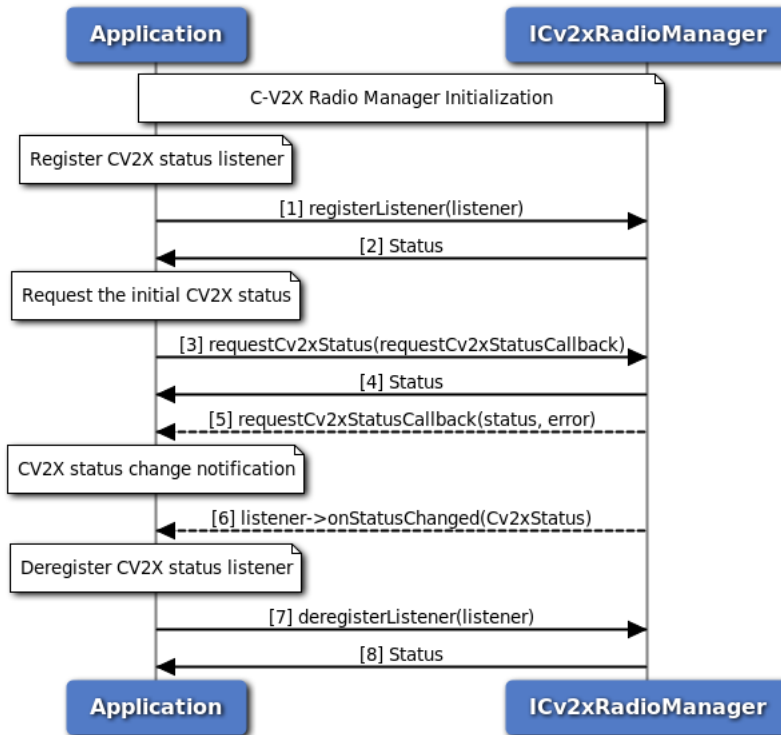 Application
ICv2xRadioManager
C-V2X Radio Manager Initialization
Register CV2X status listener
[1] registerListener(listener)
[2] Status
Request the initial CV2X status
[3] requestCv2xStatus(requestCv2xStatusCallback)
[4] Status
[5] requestCv2xStatusCallback(status, error)
CV2X status change notification
[6] listener->onStatusChanged(Cv2xStatus)
Deregister CV2X status listener
[7] deregisterListener(listener)
[8] Status
Application
ICv2xRadioManager